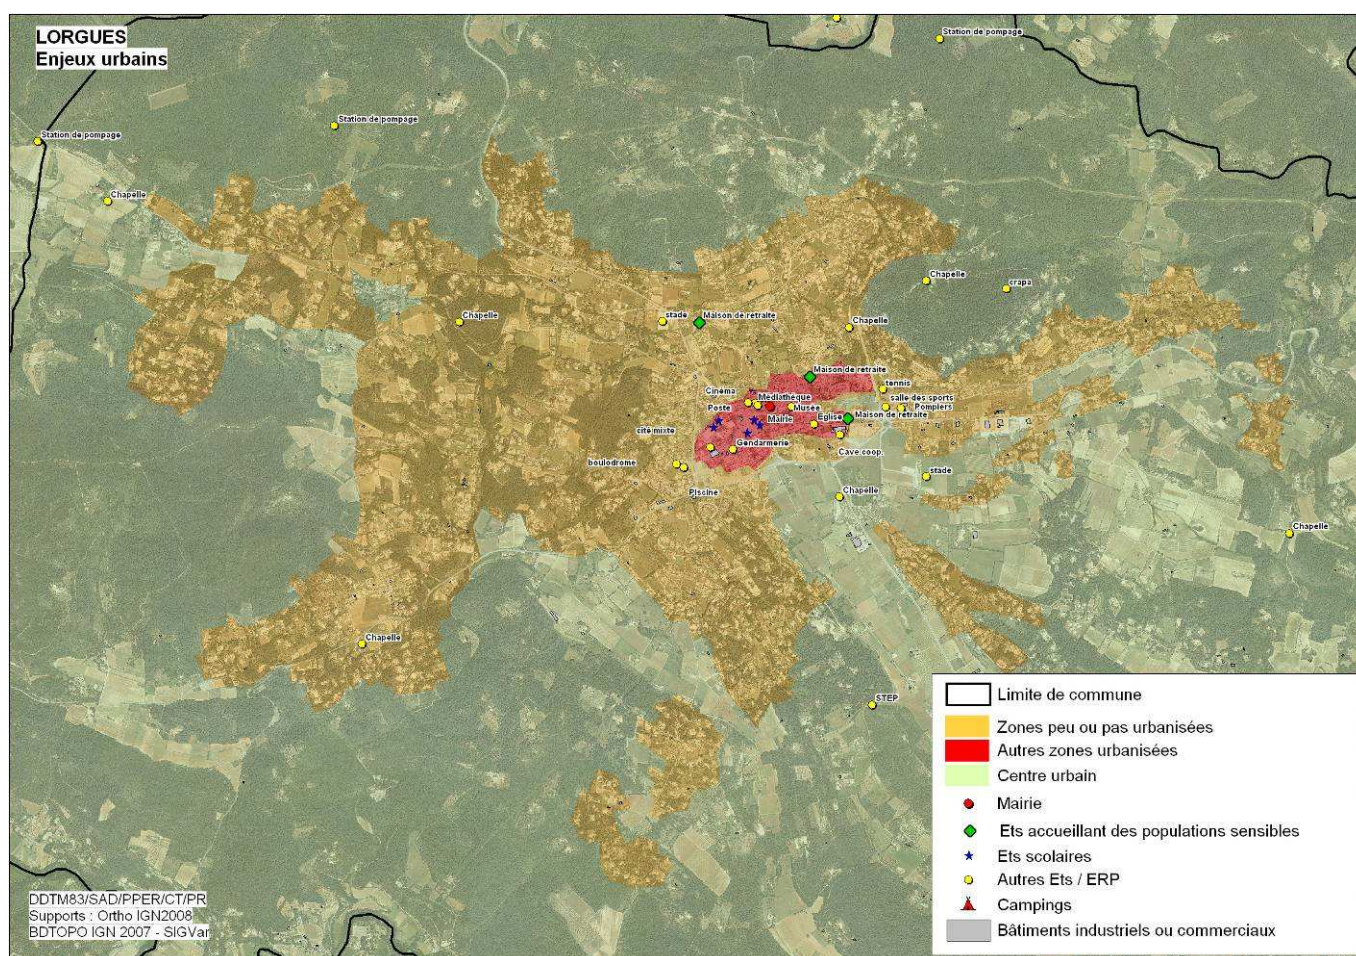 LORGUES
Enjeux urbains
Station de pompage
Station de pompage
Station de pompage
Chapelle
Chapelle
crapa
Chapelle
stade
Maison de retraite
Chapelle
Maison de retraite
Cinéma
Médiathèque
tennis
salle des sports
Poste
Musée
Pompiers
Mairie
Eglise
Maison de retraite
cité mixte
Gendarmerie
Cave coop.
boulodrome
stade
Piscine
Chapelle
Chapelle
Chapelle
STEP
Limite de commune
Zones peu ou pas urbanisées
Autres zones urbanisées
Centre urbain
Mairie
Ets accueillant des populations sensibles
Ets scolaires
Autres Ets / ERP
Campings
Bâtiments industriels ou commerciaux
DDTM83/SAD/PPER/CT/PR
Supports : Ortho IGN2008
BDTOPO IGN 2007 - SIGVar